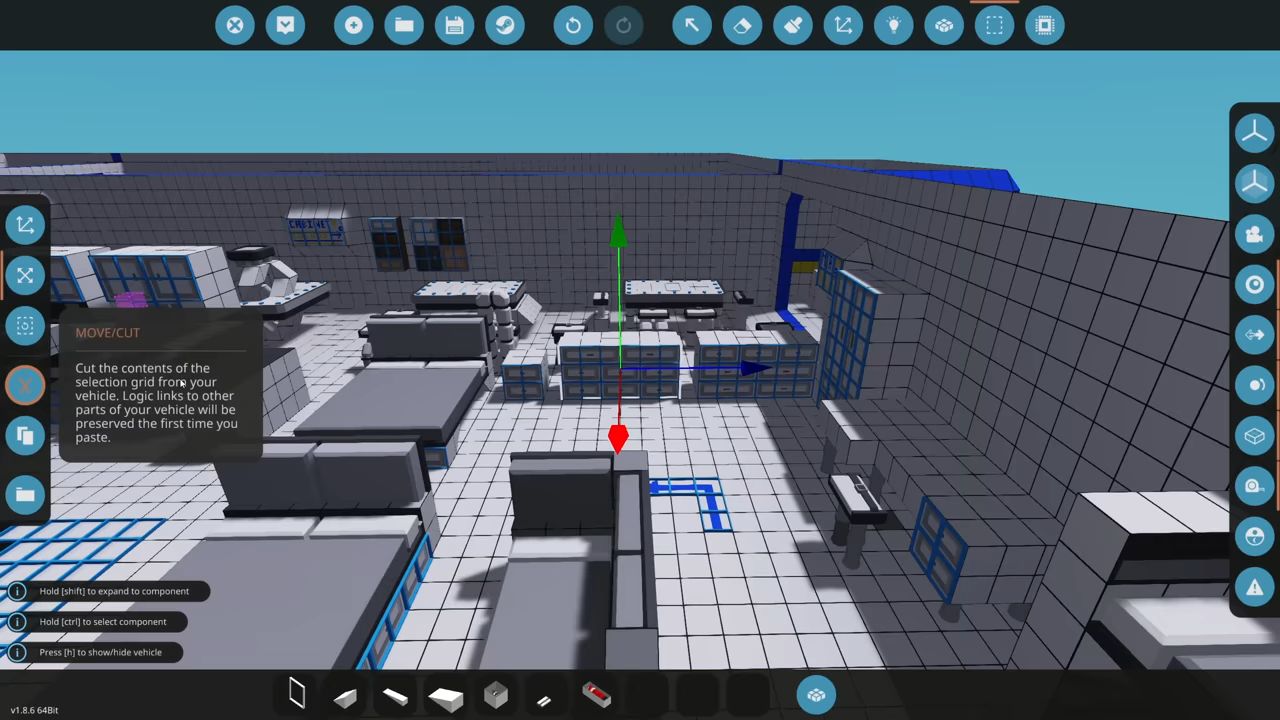 CABINET
MOVE/CUT
Cut the contents of the
selection grid from your
vehicle. Logic links to other
parts of your vehicle will be
preserved the first time you
paste.
Hold [shift] to expand to component
Hold [ctrl] to select component
Press [h] to show/hide vehicle
v1.8.6 64Bit